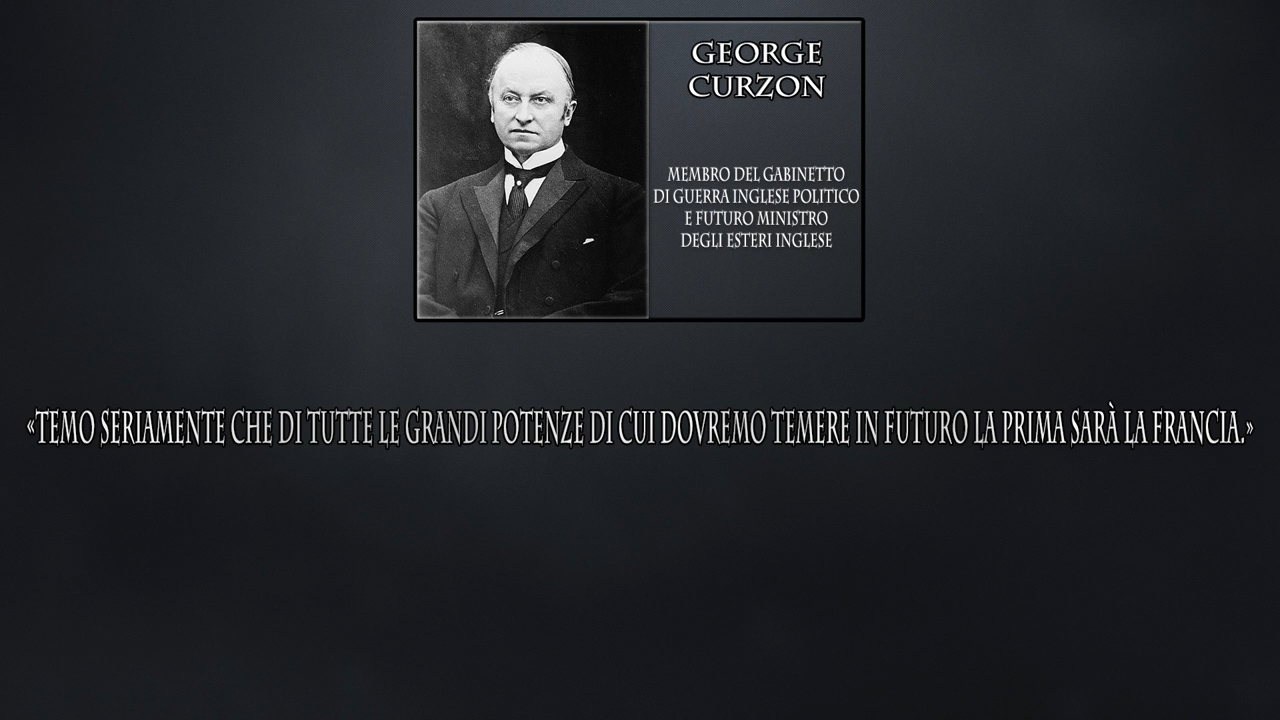 GEORGE
CURZON
MEMBRO DEL GABINETTO
DI GUERRA INGLESE POLITICO
E FUTURO MINISTRO
DEGLI ESTERI INGLESE
«TEMO SERIAMENTE CHE DI TUTTE LE GRANDI POTENZE DI CUI DOVREMO TEMERE IN FUTURO LA PRIMA SARÀ LA FRANCIA.»